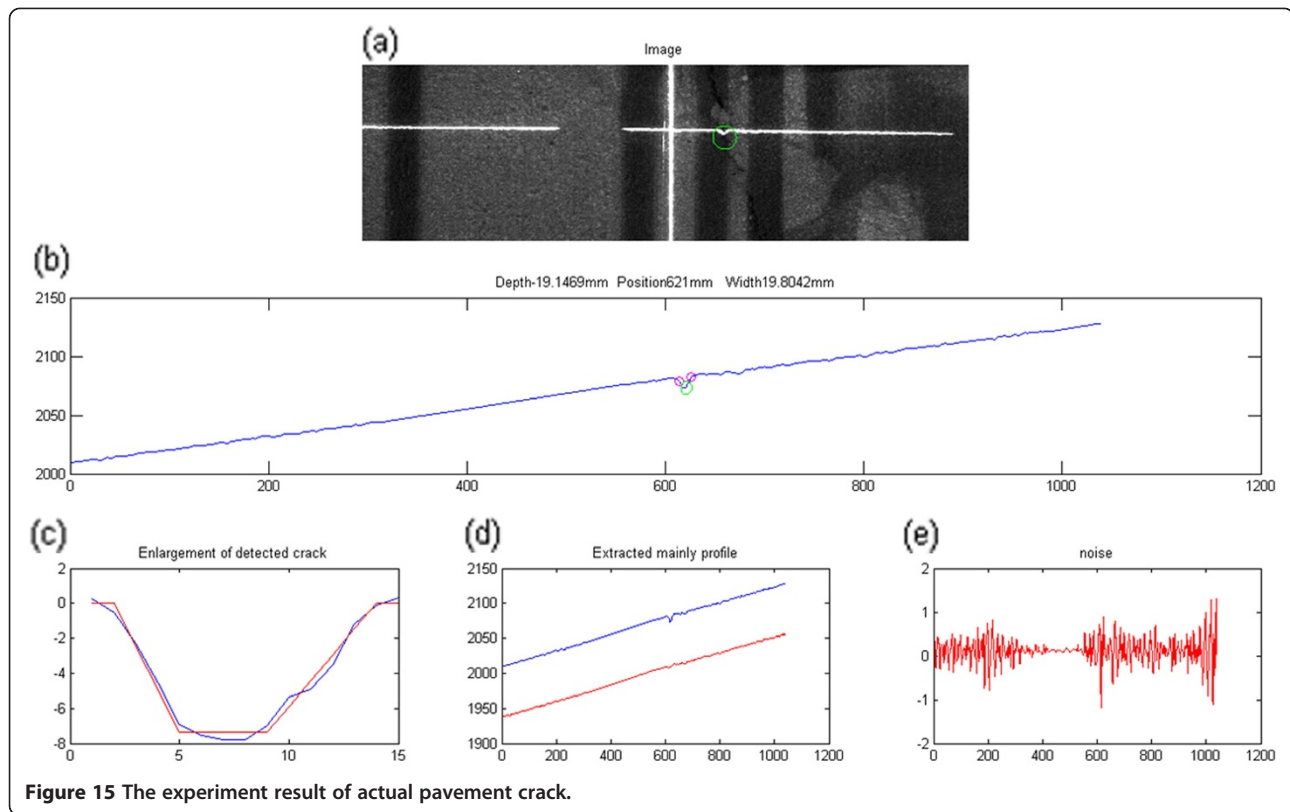 (a)
Image
(b)
Depth-19.1469mm Position621mm Width19.8042mm
2150
2100
2050
2000
0 200 400 600 800 1000 1200
(c)
Enlargement of detected crack
2
0
-2
-4
-6
-8
0 5 10 15
(d)
Extracted mainly profile
2150
2100
2050
2000
1950
1900
0 200 400 600 800 1000 1200
(e)
noise
2
1
0
-1
-2
0 200 400 600 800 1000 1200
Figure 15 The experiment result of actual pavement crack.